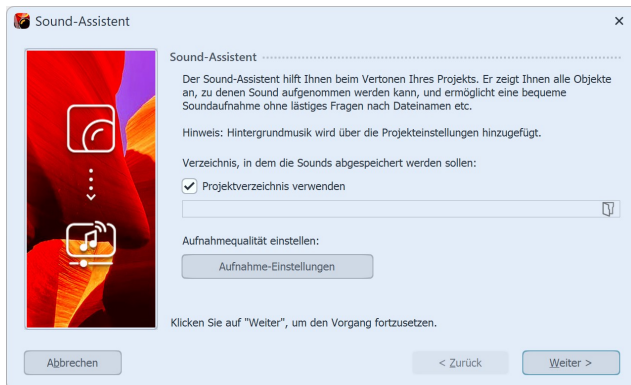 Sound-Assistent
Sound-Assistent
Der Sound-Assistent hilft Ihnen beim Vertonen Ihres Projekts. Er zeigt Ihnen alle Objekte
an, zu denen Sound aufgenommen werden kann, und ermöglicht eine bequeme
Soundaufnahme ohne lästiges Fragen nach Dateinamen etc.
Hinweis: Hintergrundmusik wird über die Projekteinstellungen hinzugefügt.
Verzeichnis, in dem die Sounds abgespeichert werden sollen:
Projektverzeichnis verwenden
Aufnahmequalität einstellen:
Aufnahme-Einstellungen
Klicken Sie auf "Weiter", um den Vorgang fortzusetzen.
Abbrechen
< Zurück
Weiter >